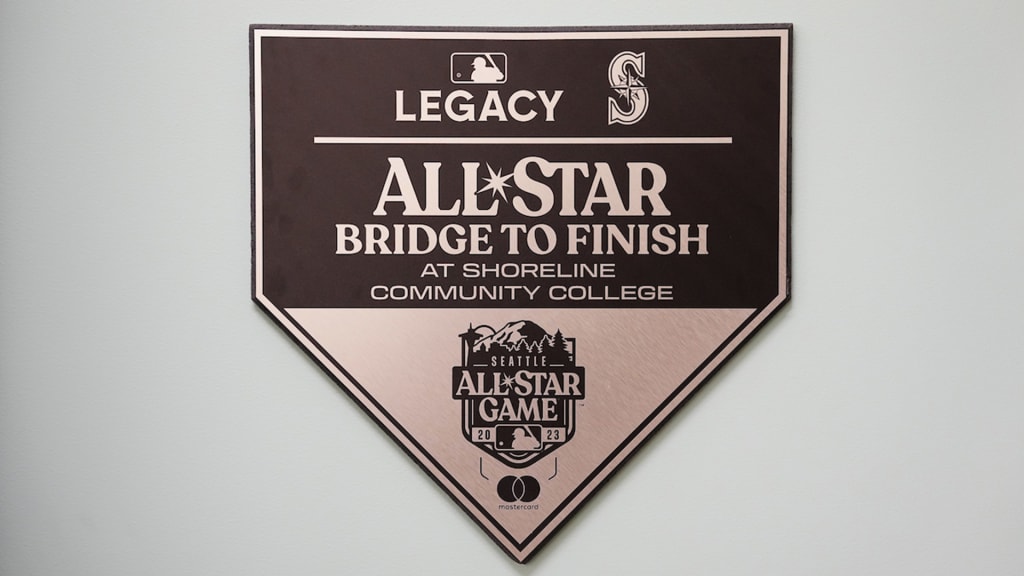 LEGACY S
ALL STAR
BRIDGE TO FINISH
AT SHORELINE
COMMUNITY COLLEGE
SEATTLE
ALL STAR
GAME
20 23
mastercard